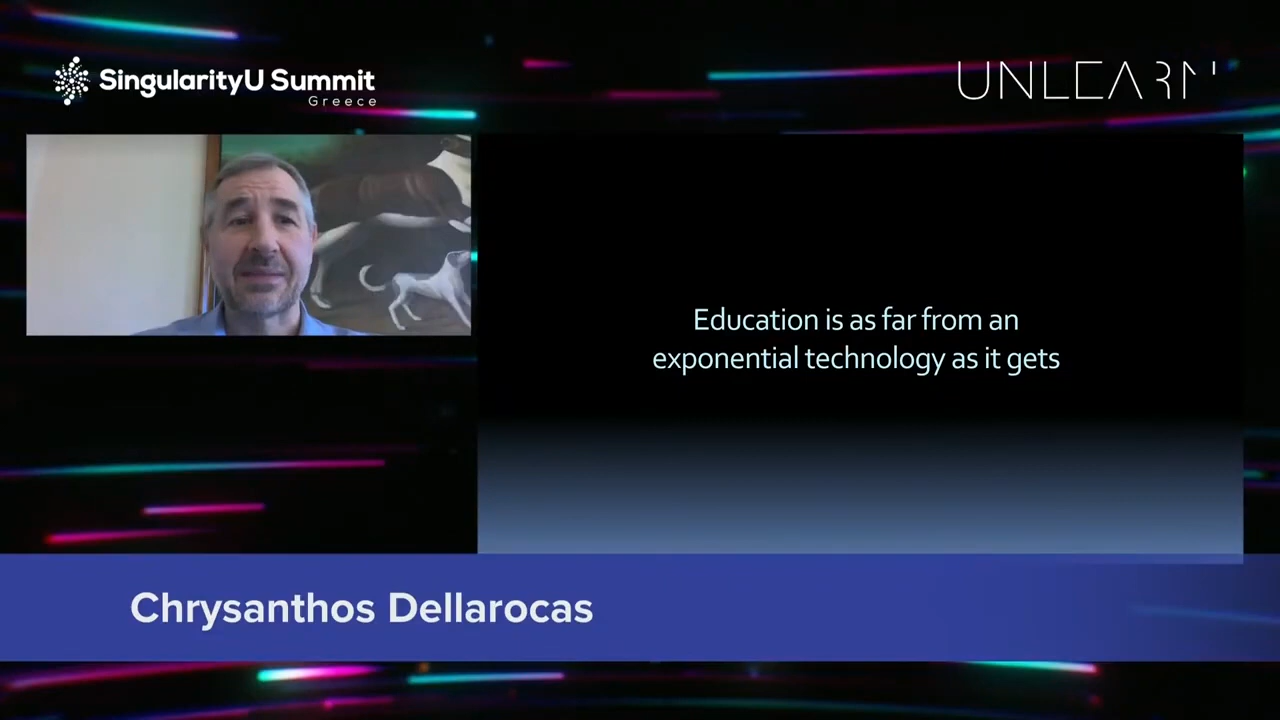 SingularityU Summit
Greece
UNLEARN
Education is as far from an
exponential technology as it gets
Chrysanthos Dellarocas